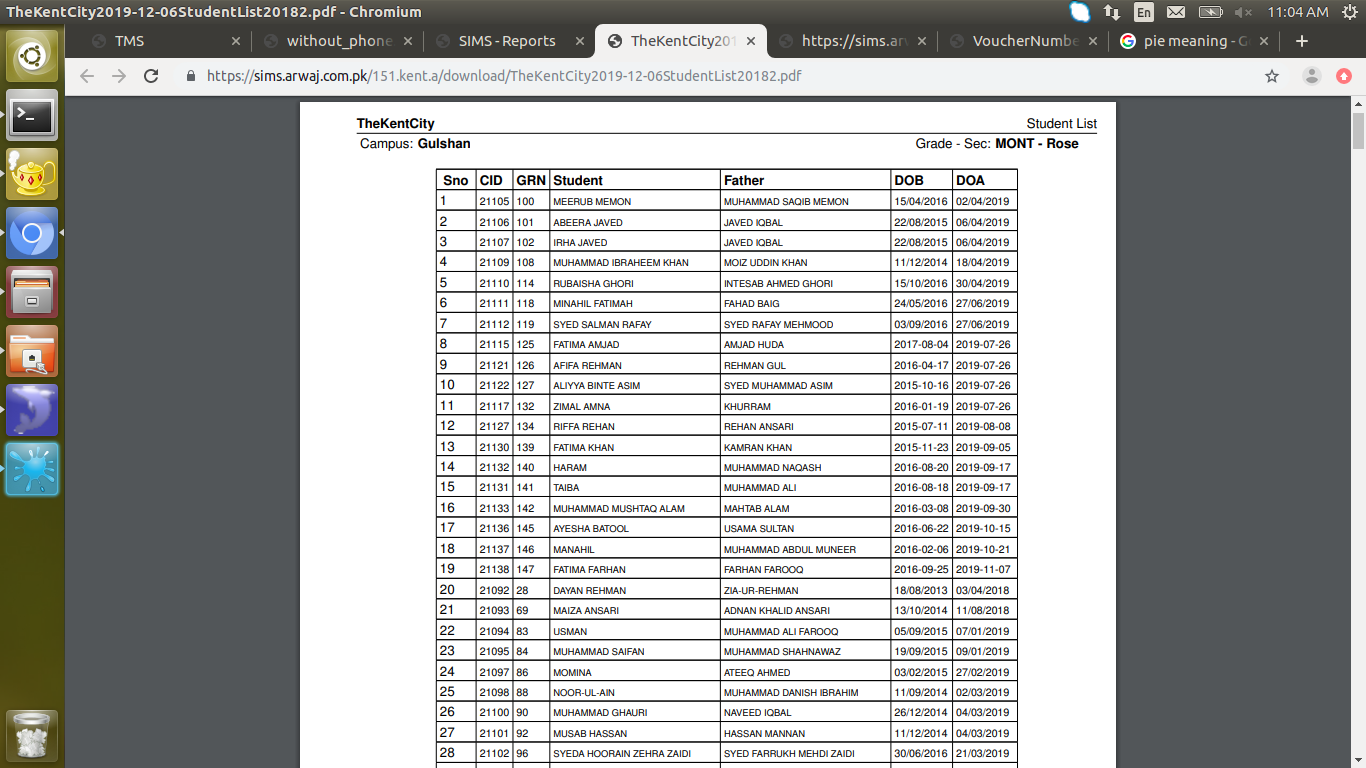 TheKentCity2019-12-06StudentList20182.pdf - Chromium En 11:04 AM
TMS without_phone SIMS - Reports TheKentCity201 https://sims.arw VoucherNumbe pie meaning - G
https://sims.arwaj.com.pk/151.kent.a/download/TheKentCity2019-12-06StudentList20182.pdf
TheKentCity Student List
Campus: Gulshan Grade - Sec: MONT - Rose
Sno CID GRN Student Father DOB DOA
1 21105 100 MEERUB MEMON MUHAMMAD SAQIB MEMON 15/04/2016 02/04/2019
2 21106 101 ABEERA JAVED JAVED IQBAL 22/08/2015 06/04/2019
3 21107 102 IRHA JAVED JAVED IQBAL 22/08/2015 06/04/2019
4 21109 108 MUHAMMAD IBRAHEEM KHAN MOIZ UDDIN KHAN 11/12/2014 18/04/2019
5 21110 114 RUBAISHA GHORI INTESAB AHMED GHORI 15/10/2016 30/04/2019
6 21111 118 MINAHIL FATIMAH FAHAD BAIG 24/05/2016 27/06/2019
7 21112 119 SYED SALMAN RAFAY SYED RAFAY MEHMOOD 03/09/2016 27/06/2019
8 21115 125 FATIMA AMJAD AMJAD HUDA 2017-08-04 2019-07-26
9 21121 126 AFIFA REHMAN REHMAN GUL 2016-04-17 2019-07-26
10 21122 127 ALIYYA BINTE ASIM SYED MUHAMMAD ASIM 2015-10-16 2019-07-26
11 21117 132 ZIMAL AMNA KHURRAM 2016-01-19 2019-07-26
12 21127 134 RIFFA REHAN REHAN ANSARI 2015-07-11 2019-08-08
13 21130 139 FATIMA KHAN KAMRAN KHAN 2015-11-23 2019-09-05
14 21132 140 HARAM MUHAMMAD NAQASH 2016-08-20 2019-09-17
15 21131 141 TAIBA MUHAMMAD ALI 2016-08-18 2019-09-17
16 21133 142 MUHAMMAD MUSHTAQ ALAM MAHTAB ALAM 2016-03-08 2019-09-30
17 21136 145 AYESHA BATOOL USAMA SULTAN 2016-06-22 2019-10-15
18 21137 146 MANAHIL MUHAMMAD ABDUL MUNEER 2016-02-06 2019-10-21
19 21138 147 FATIMA FARHAN FARHAN FAROOQ 2016-09-25 2019-11-07
20 21092 28 DAYAN REHMAN ZIA-UR-REHMAN 18/08/2013 03/04/2018
21 21093 69 MAIZA ANSARI ADNAN KHALID ANSARI 13/10/2014 11/08/2018
22 21094 83 USMAN MUHAMMAD ALI FAROOQ 05/09/2015 07/01/2019
23 21095 84 MUHAMMAD SAIFAN MUHAMMAD SHAHNAWAZ 19/09/2015 09/01/2019
24 21097 86 MOMINA ATEEQ AHMED 03/02/2015 27/02/2019
25 21098 88 NOOR-UL-AIN MUHAMMAD DANISH IBRAHIM 11/09/2014 02/03/2019
26 21100 90 MUHAMMAD GHAURI NAVEED IQBAL 26/12/2014 04/03/2019
27 21101 92 MUSAB HASSAN HASSAN MANNAN 11/12/2014 04/03/2019
28 21102 96 SYEDA HOORAIN ZEHRA ZAIDI SYED FARRUKH MEHDI ZAIDI 30/06/2016 21/03/2019